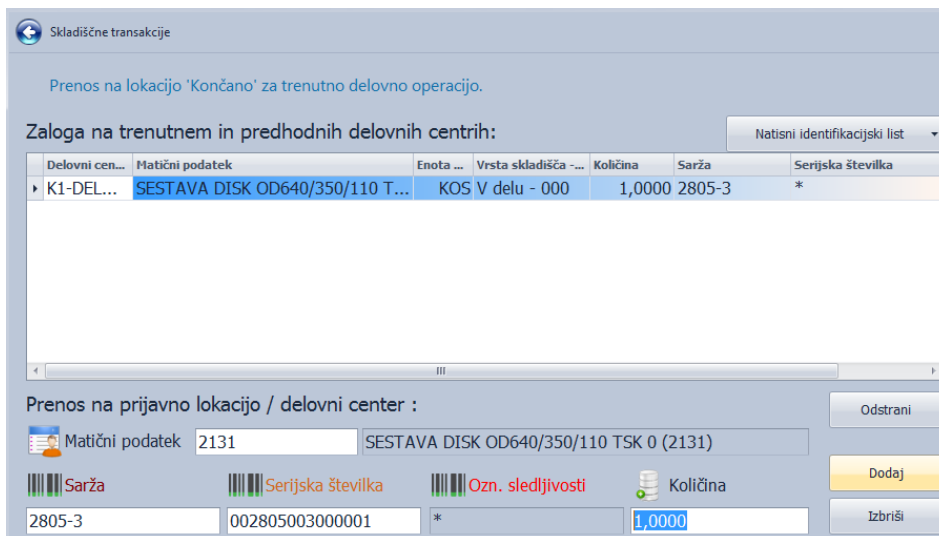 Skladiščne transakcije
Prenos na lokacijo 'Končano' za trenutno delovno operacijo.
Zaloga na trenutnem in predhodnih delovnih centrih:
Natisni identifikacijski list
Delovni cen... Matični podatek Enota ... Vrsta skladišča -... Količina Sarža Serijska številka
K1-DEL... SESTAVA DISK OD640/350/110 T... KOS V delu - 000 1,0000 2805-3 *
Prenos na prijavno lokacijo / delovni center :
Odstrani
Matični podatek 2131 SESTAVA DISK OD640/350/110 TSK 0 (2131)
Dodaj
Sarža Serijska številka Ozn. sledljivosti Količina
2805-3 002805003000001 * 1,0000
Izbriši